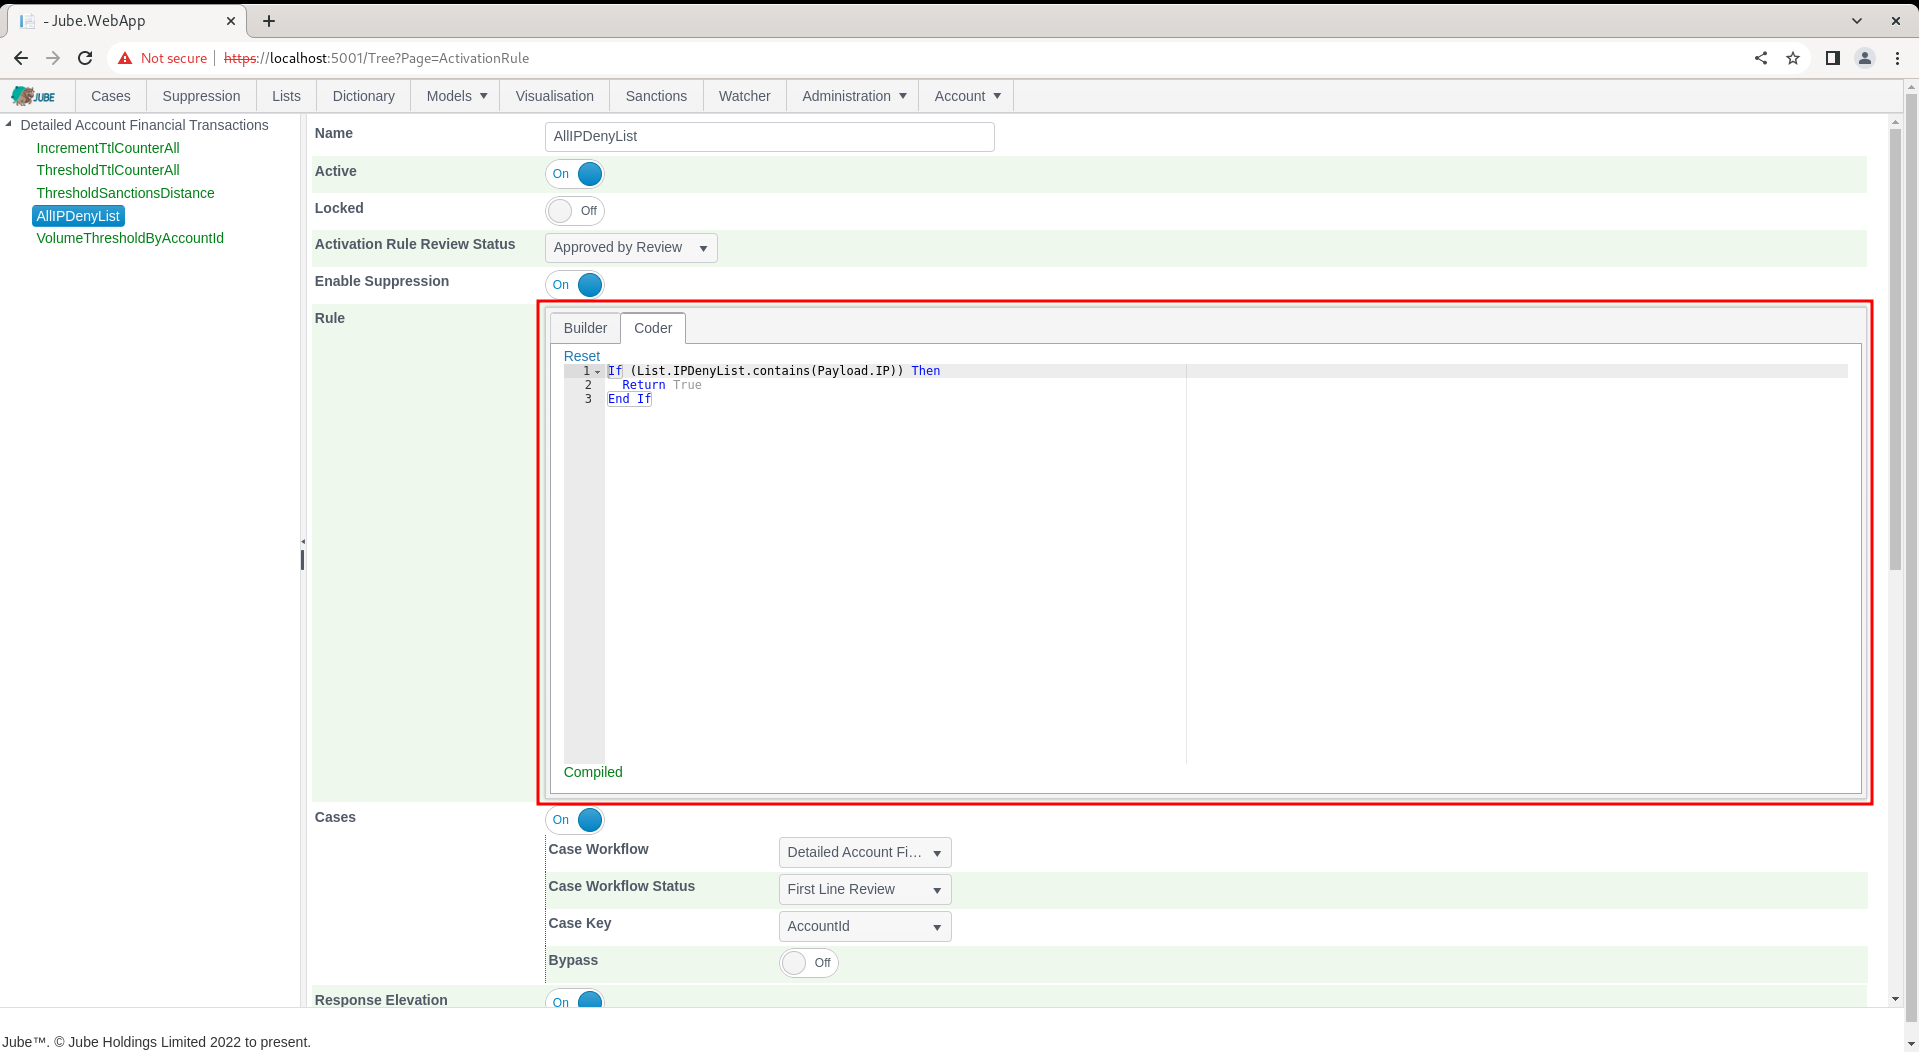 - Jube.WebApp
Not secure https://localhost:5001/Tree?Page=ActivationRule
JUBE Cases Suppression Lists Dictionary Models Visualisation Sanctions Watcher Administration Account
Detailed Account Financial Transactions
IncrementTtlCounterAll
ThresholdTtlCounterAll
ThresholdSanctionsDistance
AllIPDenyList
VolumeThresholdByAccountId
Name AllIPDenyList
Active On
Locked Off
Activation Rule Review Status Approved by Review
Enable Suppression On
Rule
Builder Coder
Reset
1 If (List.IPDenyList.contains(Payload.IP)) Then
2 Return True
3 End If
Compiled
Cases On
Case Workflow Detailed Account Fi...
Case Workflow Status First Line Review
Case Key AccountId
Bypass Off
Response Elevation On
Jube™. © Jube Holdings Limited 2022 to present.